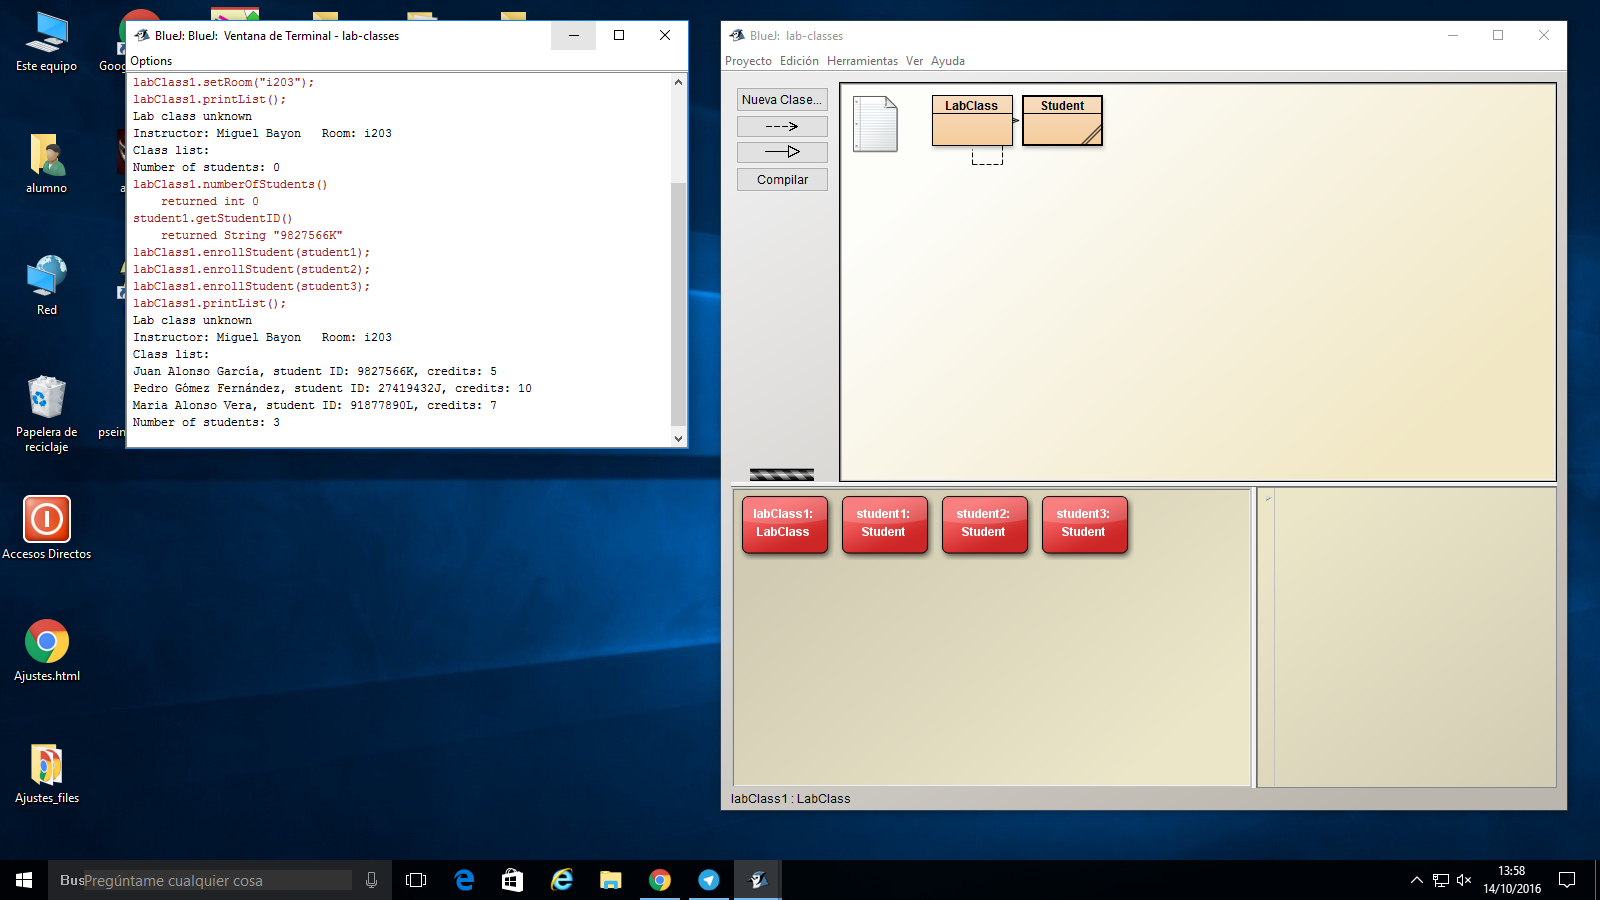 Este equipo
Goog
alumno
a
Red
Papelera de
reciclaje
psein
Accesos Directos
Ajustes.html
Ajustes_files
BlueJ: BlueJ:  Ventana de Terminal - lab-classes
Options
labClass1.setRoom("i203");
labClass1.printList();
Lab class unknown
Instructor: Miguel Bayon   Room: i203
Class list:
Number of students: 0
labClass1.numberOfStudents()
    returned int 0
student1.getStudentID()
    returned String "9827566K"
labClass1.enrollStudent(student1);
labClass1.enrollStudent(student2);
labClass1.enrollStudent(student3);
labClass1.printList();
Lab class unknown
Instructor: Miguel Bayon   Room: i203
Class list:
Juan Alonso García, student ID: 9827566K, credits: 5
Pedro Gómez Fernández, student ID: 27419432J, credits: 10
Maria Alonso Vera, student ID: 91877890L, credits: 7
Number of students: 3
BlueJ:  lab-classes
Proyecto Edición Herramientas Ver Ayuda
Nueva Clase...
Compilar
LabClass
Student
labClass1:
LabClass
student1:
Student
student2:
Student
student3:
Student
labClass1 : LabClass
BusPregúntame cualquier cosa
13:58
14/10/2016